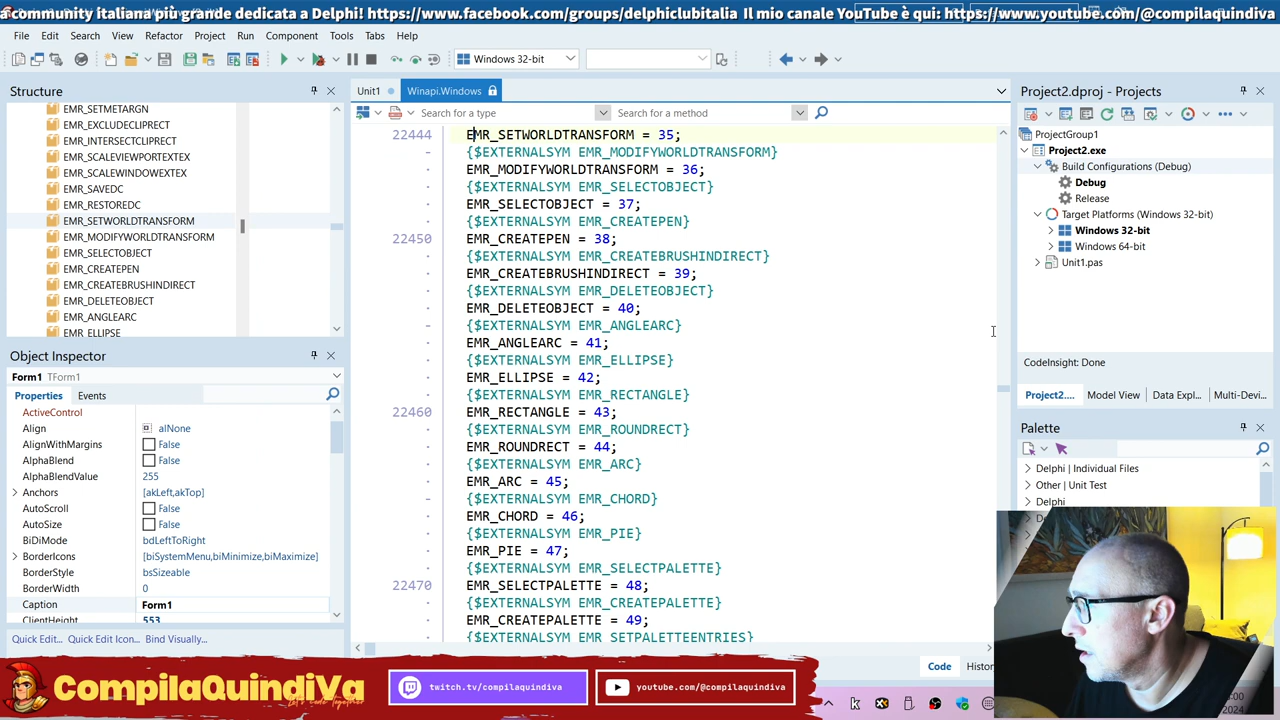 Community italiana più grande dedicata a Delphi! https://www.facebook.com/groups/delphiclubitalia Il mio canale YouTube è qui: https://www.youtube.com/@compilaquindiva
File Edit Search View Refactor Project Run Component Tools Tabs Help
Windows 32-bit
Structure
EMR_SETMETARGN
EMR_EXCLUDECLIPRECT
EMR_INTERSECTCLIPRECT
EMR_SCALEVIEWPORTEXTEX
EMR_SCALEWINDOWEXTEX
EMR_SAVEDC
EMR_RESTOREDC
EMR_SETWORLDTRANSFORM
EMR_MODIFYWORLDTRANSFORM
EMR_SELECTOBJECT
EMR_CREATEPEN
EMR_CREATEBRUSHINDIRECT
EMR_DELETEOBJECT
EMR_ANGLEARC
EMR_ELLIPSE
Object Inspector
Form1 TForm1
Properties Events
ActiveControl
Align alNone
AlignWithMargins False
AlphaBlend False
AlphaBlendValue 255
Anchors [akLeft,akTop]
AutoScroll False
AutoSize False
BiDiMode bdLeftToRight
BorderIcons [biSystemMenu,biMinimize,biMaximize]
BorderStyle bsSizeable
BorderWidth 0
Caption Form1
ClientHeight 553
Quick Edit... Quick Edit Icon... Bind Visually...
Unit1 Winapi.Windows
Search for a type Search for a method
22444 EMR_SETWORLDTRANSFORM = 35;
{$EXTERNALSYM EMR_MODIFYWORLDTRANSFORM}
EMR_MODIFYWORLDTRANSFORM = 36;
{$EXTERNALSYM EMR_SELECTOBJECT}
EMR_SELECTOBJECT = 37;
{$EXTERNALSYM EMR_CREATEPEN}
22450 EMR_CREATEPEN = 38;
{$EXTERNALSYM EMR_CREATEBRUSHINDIRECT}
EMR_CREATEBRUSHINDIRECT = 39;
{$EXTERNALSYM EMR_DELETEOBJECT}
EMR_DELETEOBJECT = 40;
{$EXTERNALSYM EMR_ANGLEARC}
EMR_ANGLEARC = 41;
{$EXTERNALSYM EMR_ELLIPSE}
EMR_ELLIPSE = 42;
{$EXTERNALSYM EMR_RECTANGLE}
22460 EMR_RECTANGLE = 43;
{$EXTERNALSYM EMR_ROUNDRECT}
EMR_ROUNDRECT = 44;
{$EXTERNALSYM EMR_ARC}
EMR_ARC = 45;
{$EXTERNALSYM EMR_CHORD}
EMR_CHORD = 46;
{$EXTERNALSYM EMR_PIE}
EMR_PIE = 47;
{$EXTERNALSYM EMR_SELECTPALETTE}
22470 EMR_SELECTPALETTE = 48;
{$EXTERNALSYM EMR_CREATEPALETTE}
EMR_CREATEPALETTE = 49;
{$EXTERNALSYM EMR_SETPALETTEENTRIES}
Code Histor
Project2.dproj - Projects
ProjectGroup1
Project2.exe
Build Configurations (Debug)
Debug
Release
Target Platforms (Windows 32-bit)
Windows 32-bit
Windows 64-bit
Unit1.pas
CodeInsight: Done
Project2.... Model View Data Expl... Multi-Devi...
Palette
Delphi | Individual Files
Other | Unit Test
Delphi
CompilaQuindiVa
Let's Code Together
twitch.tv/compilaquindiva
youtube.com/@compilaquindiva